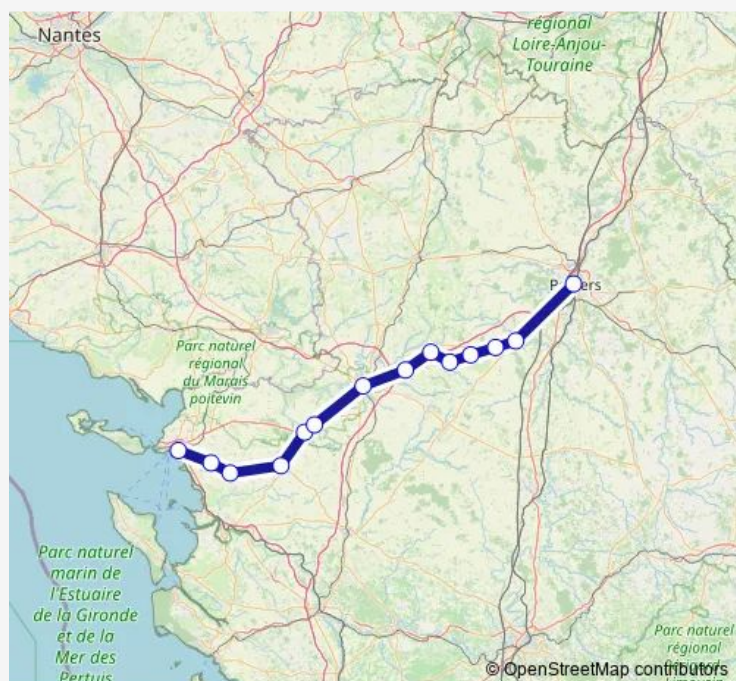 régional
Loire-Anjou-
Touraine
Nantes
Parc naturel
régional
du Marais
poitevin
Parc naturel
marin de
l'Estuaire
de la Gironde
et de la
Mer des
Pertuis
Parc naturel
régional
© OpenStreetMap contributors